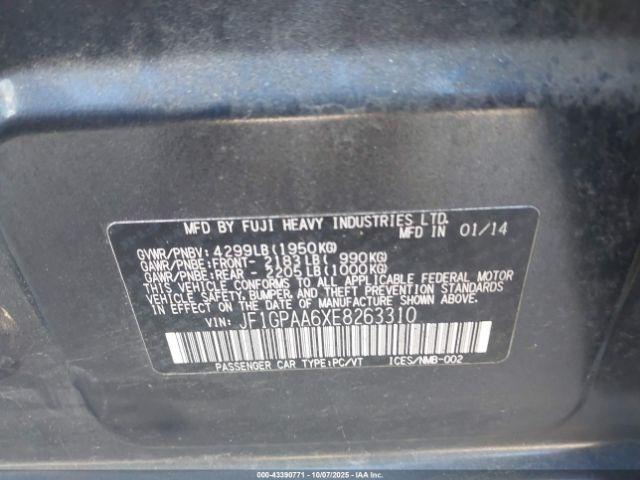 MFD BY FUJI HEAVY INDUSTRIES LTD.
MFD IN 01/14
GVWR/PNBV: 4299LB(1950KG)
GAWR/PNBE:FRONT- 2183LB( 990KG)
GAWR/PNBE:REAR - 2205LB(1000KG)
THIS VEHICLE CONFORMS TO ALL APPLICABLE FEDERAL MOTOR
VEHICLE SAFETY, BUMPER, AND THEFT PREVENTION STANDARDS
IN EFFECT ON THE DATE OF MANUFACTURE SHOWN ABOVE.
VIN: JF1GPAA6XE8263310
PASSENGER CAR TYPE:PC/VT ICES/NMB-002
000-43390771 - 10/07/2025 - IAAI.COM